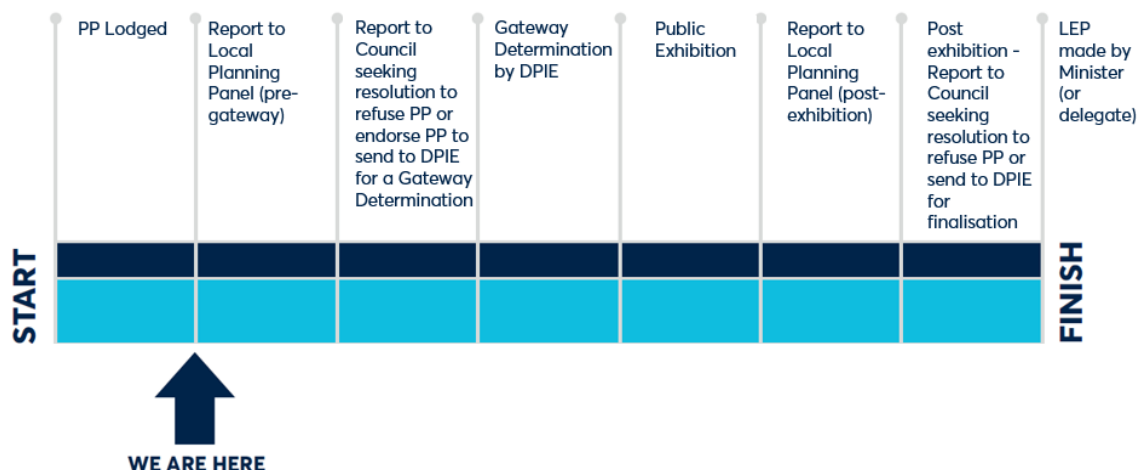 PP Lodged
Report to
Local
Planning
Panel (pre-
gateway)
Report to
Council
seeking
resolution to
refuse PP or
endorse PP to
send to DPIE
for a Gateway
Determination
Gateway
Determination
by DPIE
Public
Exhibition
Report to
Local
Planning
Panel (post-
exhibition)
Post
exhibition -
Report to
Council
seeking
resolution to
refuse PP or
send to DPIE
for
finalisation
LEP
made by
Minister
(or
delegate)
START
FINISH
WE ARE HERE